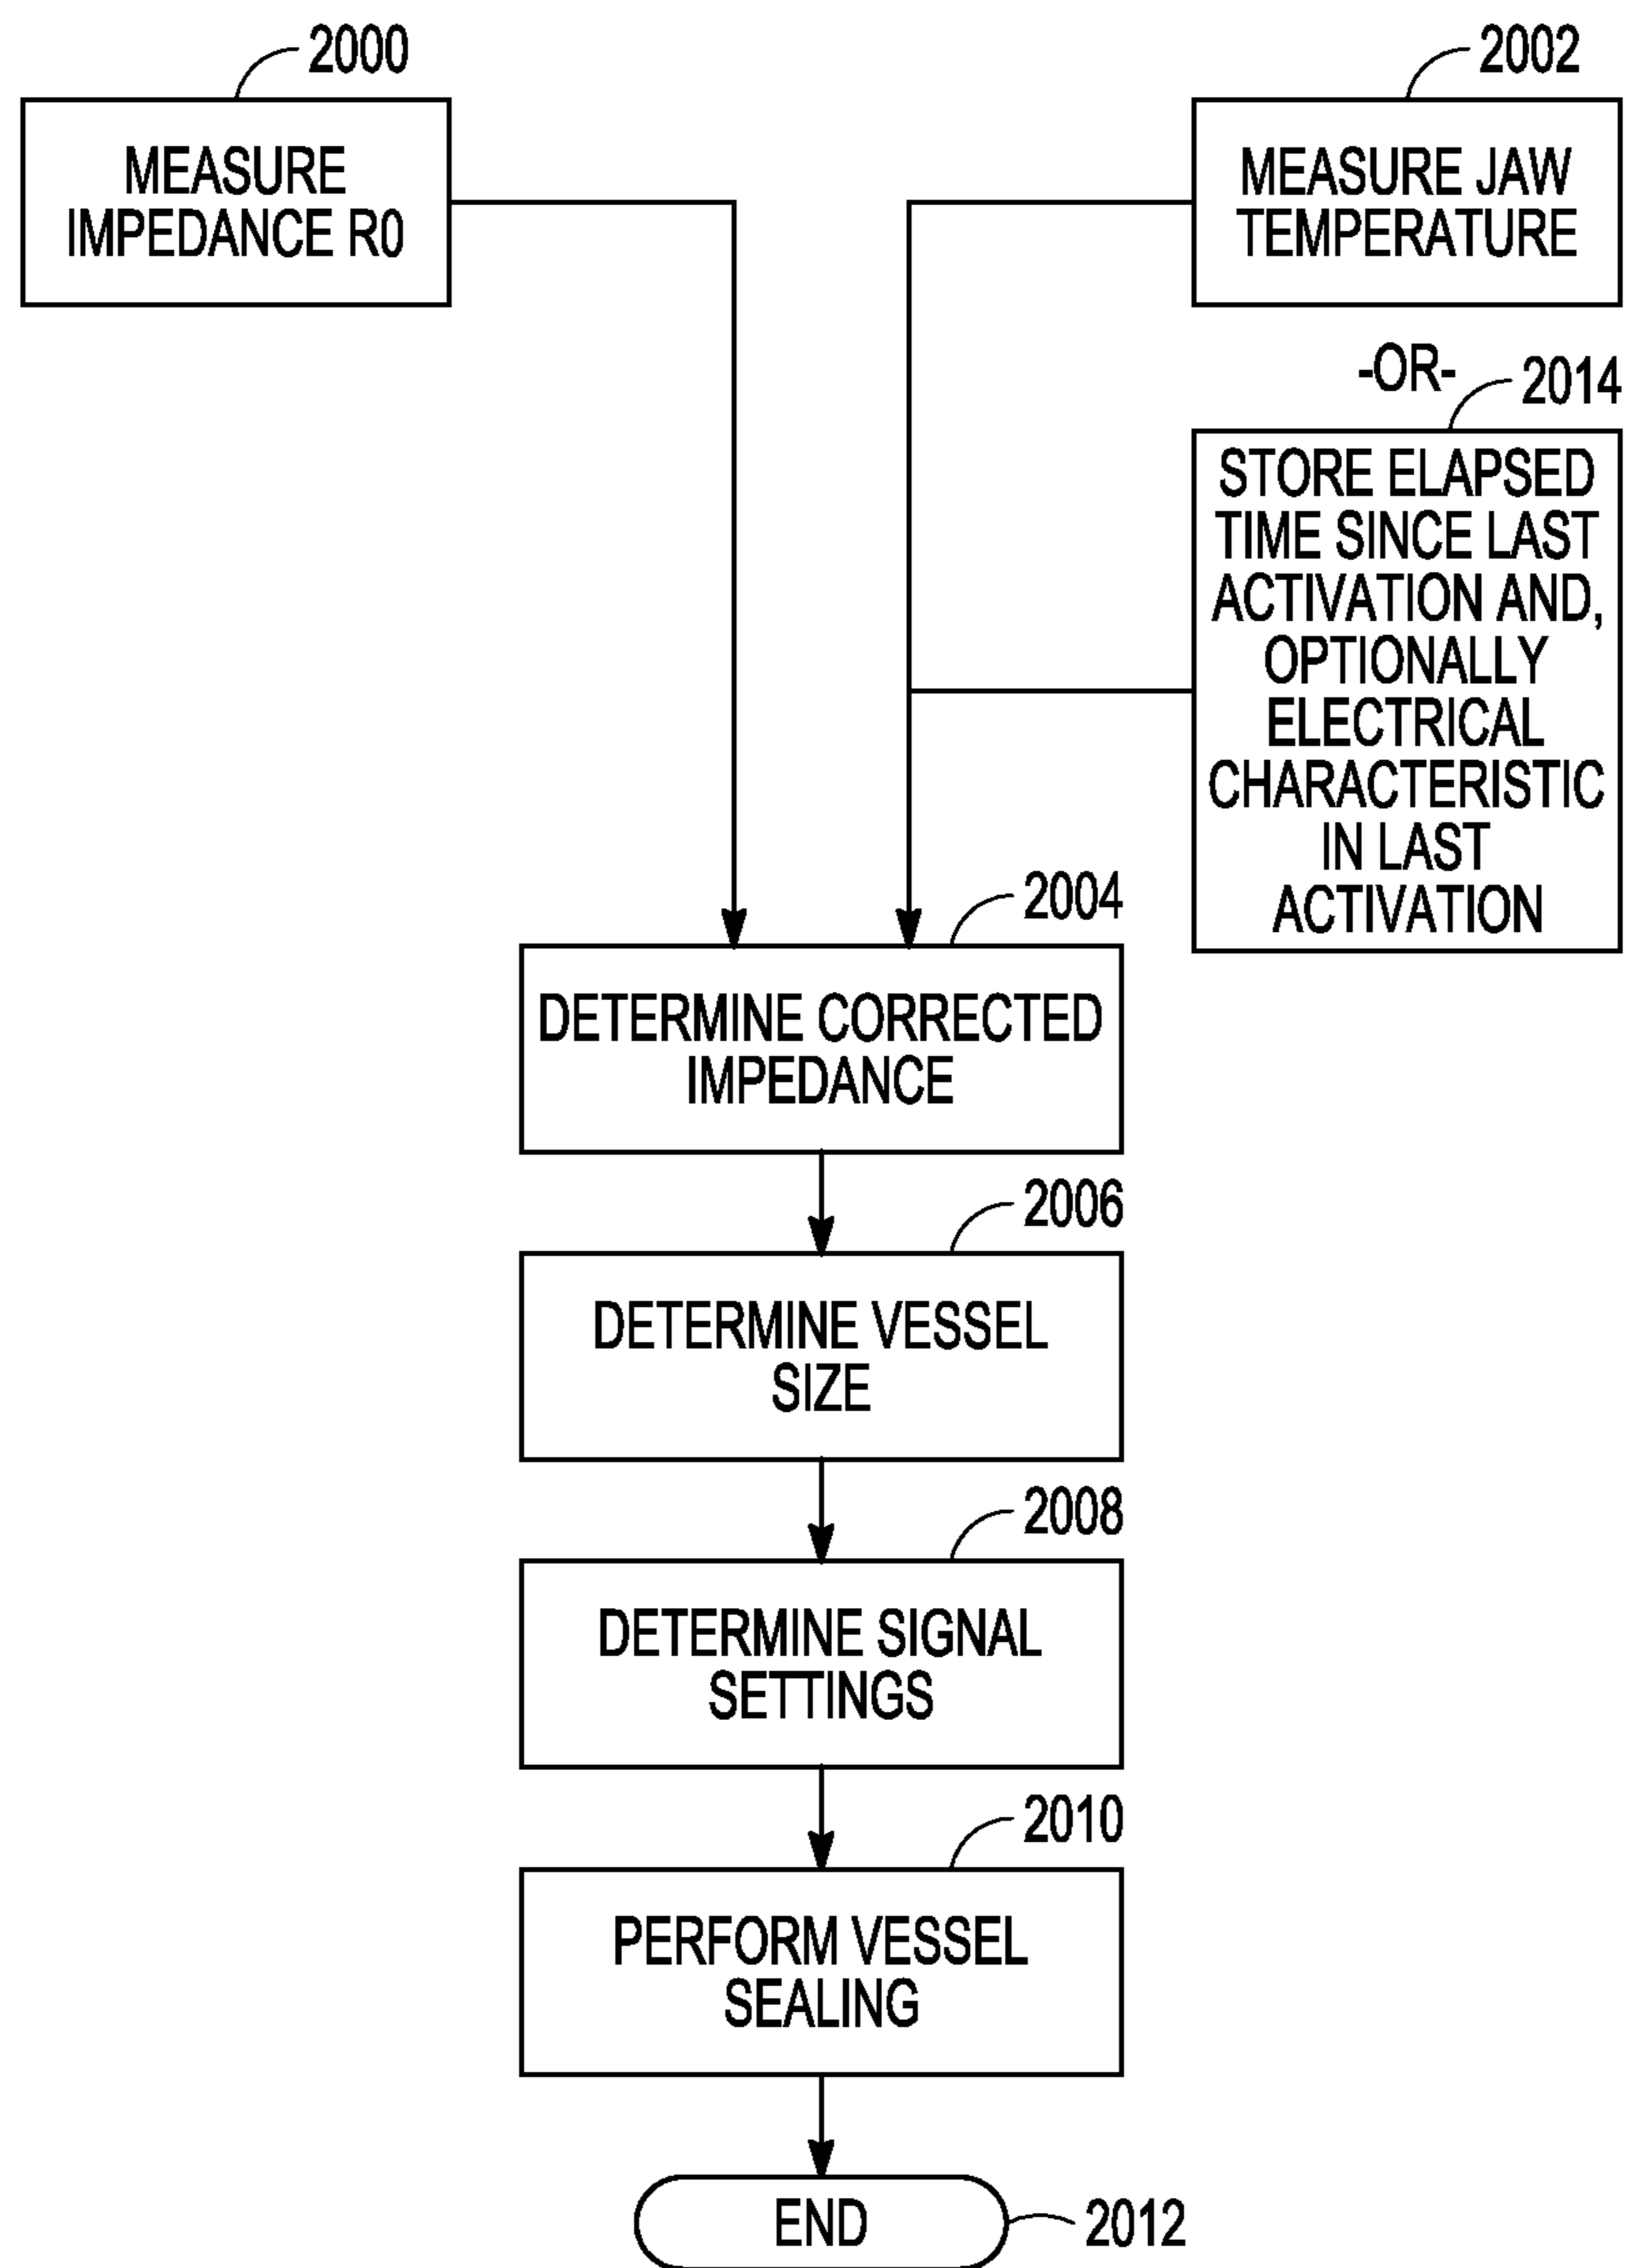 2000
MEASURE
IMPEDANCE R0
2002
MEASURE JAW
TEMPERATURE
-OR-
2014
STORE ELAPSED
TIME SINCE LAST
ACTIVATION AND,
OPTIONALLY
ELECTRICAL
CHARACTERISTIC
IN LAST
ACTIVATION
2004
DETERMINE CORRECTED
IMPEDANCE
2006
DETERMINE VESSEL
SIZE
2008
DETERMINE SIGNAL
SETTINGS
2010
PERFORM VESSEL
SEALING
END
2012